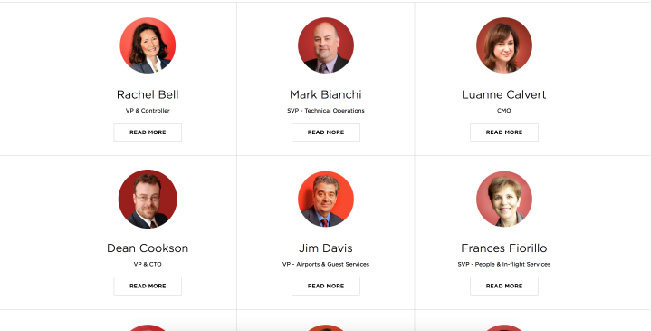 Rachel Bell
VP & Controller
READ MORE
Mark Bianchi
SVP - Technical Operations
READ MORE
Luanne Calvert
CMO
READ MORE
Dean Cookson
VP & CTO
READ MORE
Jim Davis
VP - Airports & Guest Services
READ MORE
Frances Fiorillo
SVP - People & In-flight Services
READ MORE